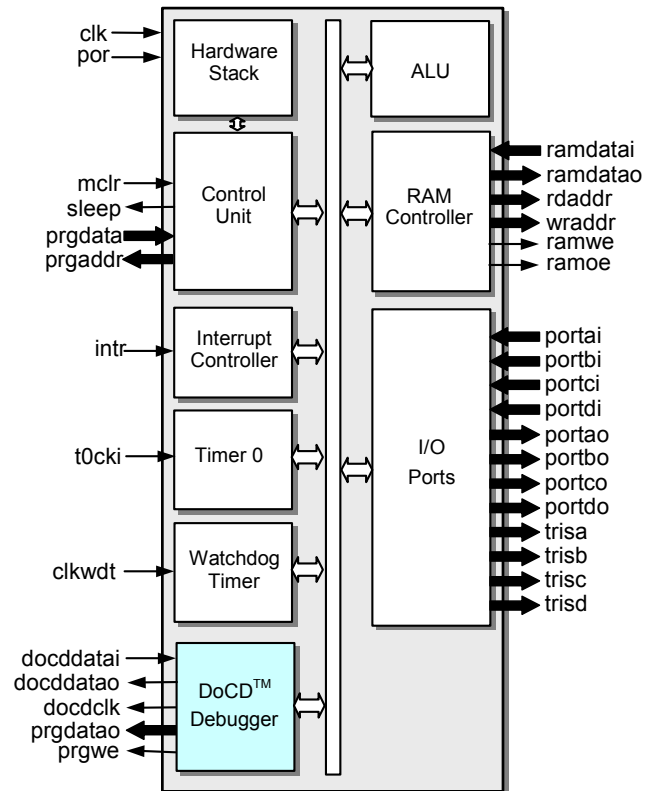 clk
por
Hardware
Stack
ALU
mclr
sleep
prgdata
prgaddr
Control
Unit
RAM
Controller
ramdatai
ramdatao
rdaddr
wraddr
ramwe
ramoe
intr
Interrupt
Controller
t0cki
Timer 0
clkwdt
Watchdog
Timer
I/O
Ports
portai
portbi
portci
portdi
portao
portbo
portco
portdo
trisa
trisb
trisc
trisd
docddatai
docddatao
docdclk
prgdatao
prgwe
DoCD™
Debugger